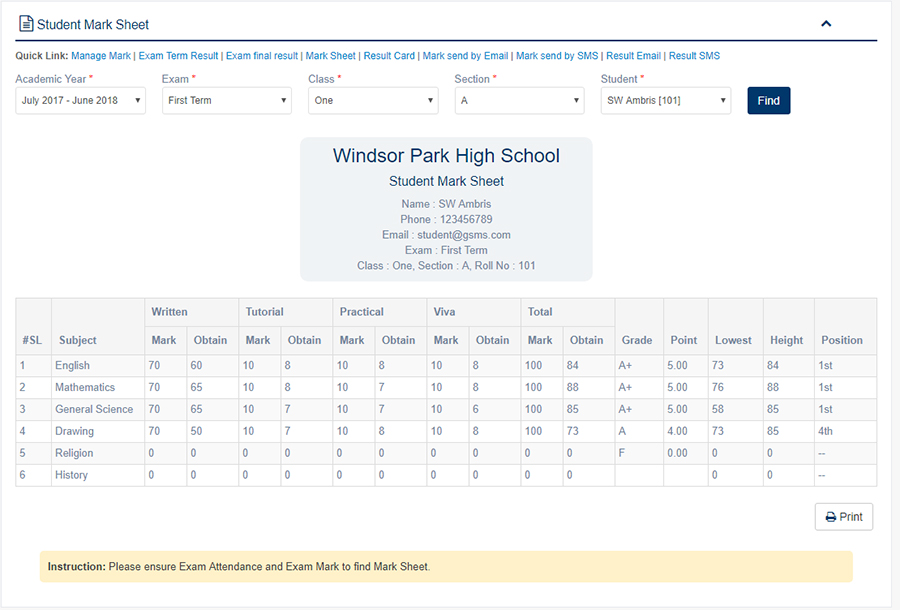 Student Mark Sheet
Quick Link: Manage Mark | Exam Term Result | Exam final result | Mark Sheet | Result Card | Mark send by Email | Mark send by SMS | Result Email | Result SMS
Academic Year * Exam * Class * Section * Student *
July 2017 - June 2018 First Term One A SW Ambris [101] Find
Windsor Park High School
Student Mark Sheet
Name : SW Ambris
Phone : 123456789
Email : student@gsms.com
Exam : First Term
Class : One, Section : A, Roll No : 101
Written Tutorial Practical Viva Total
#SL Subject Mark Obtain Mark Obtain Mark Obtain Mark Obtain Mark Obtain Grade Point Lowest Height Position
1 English 70 60 10 8 10 8 10 8 100 84 A+ 5.00 73 84 1st
2 Mathematics 70 65 10 8 10 7 10 8 100 88 A+ 5.00 76 88 1st
3 General Science 70 65 10 7 10 7 10 6 100 85 A+ 5.00 58 85 1st
4 Drawing 70 50 10 7 10 8 10 8 100 73 A 4.00 73 85 4th
5 Religion 0 0 0 0 0 0 0 0 0 0 F 0.00 0 0 --
6 History 0 0 0 0 0 0 0 0 0 0 0 0 --
Print
Instruction: Please ensure Exam Attendance and Exam Mark to find Mark Sheet.